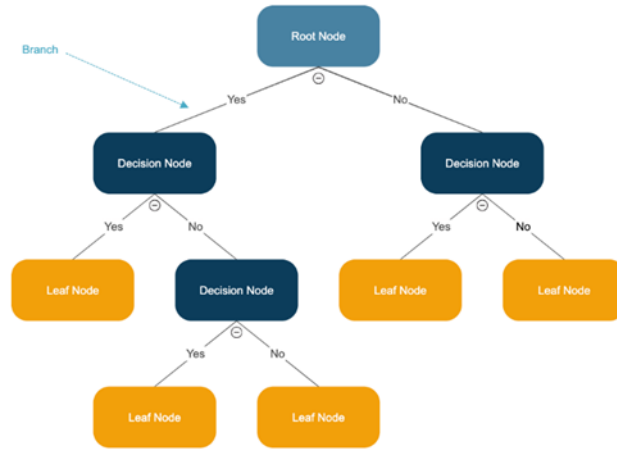 Root Node
Branch
Yes
No
Decision Node
Decision Node
Yes
No
Yes
No
Leaf Node
Decision Node
Leaf Node
Leaf Node
Yes
No
Leaf Node
Leaf Node